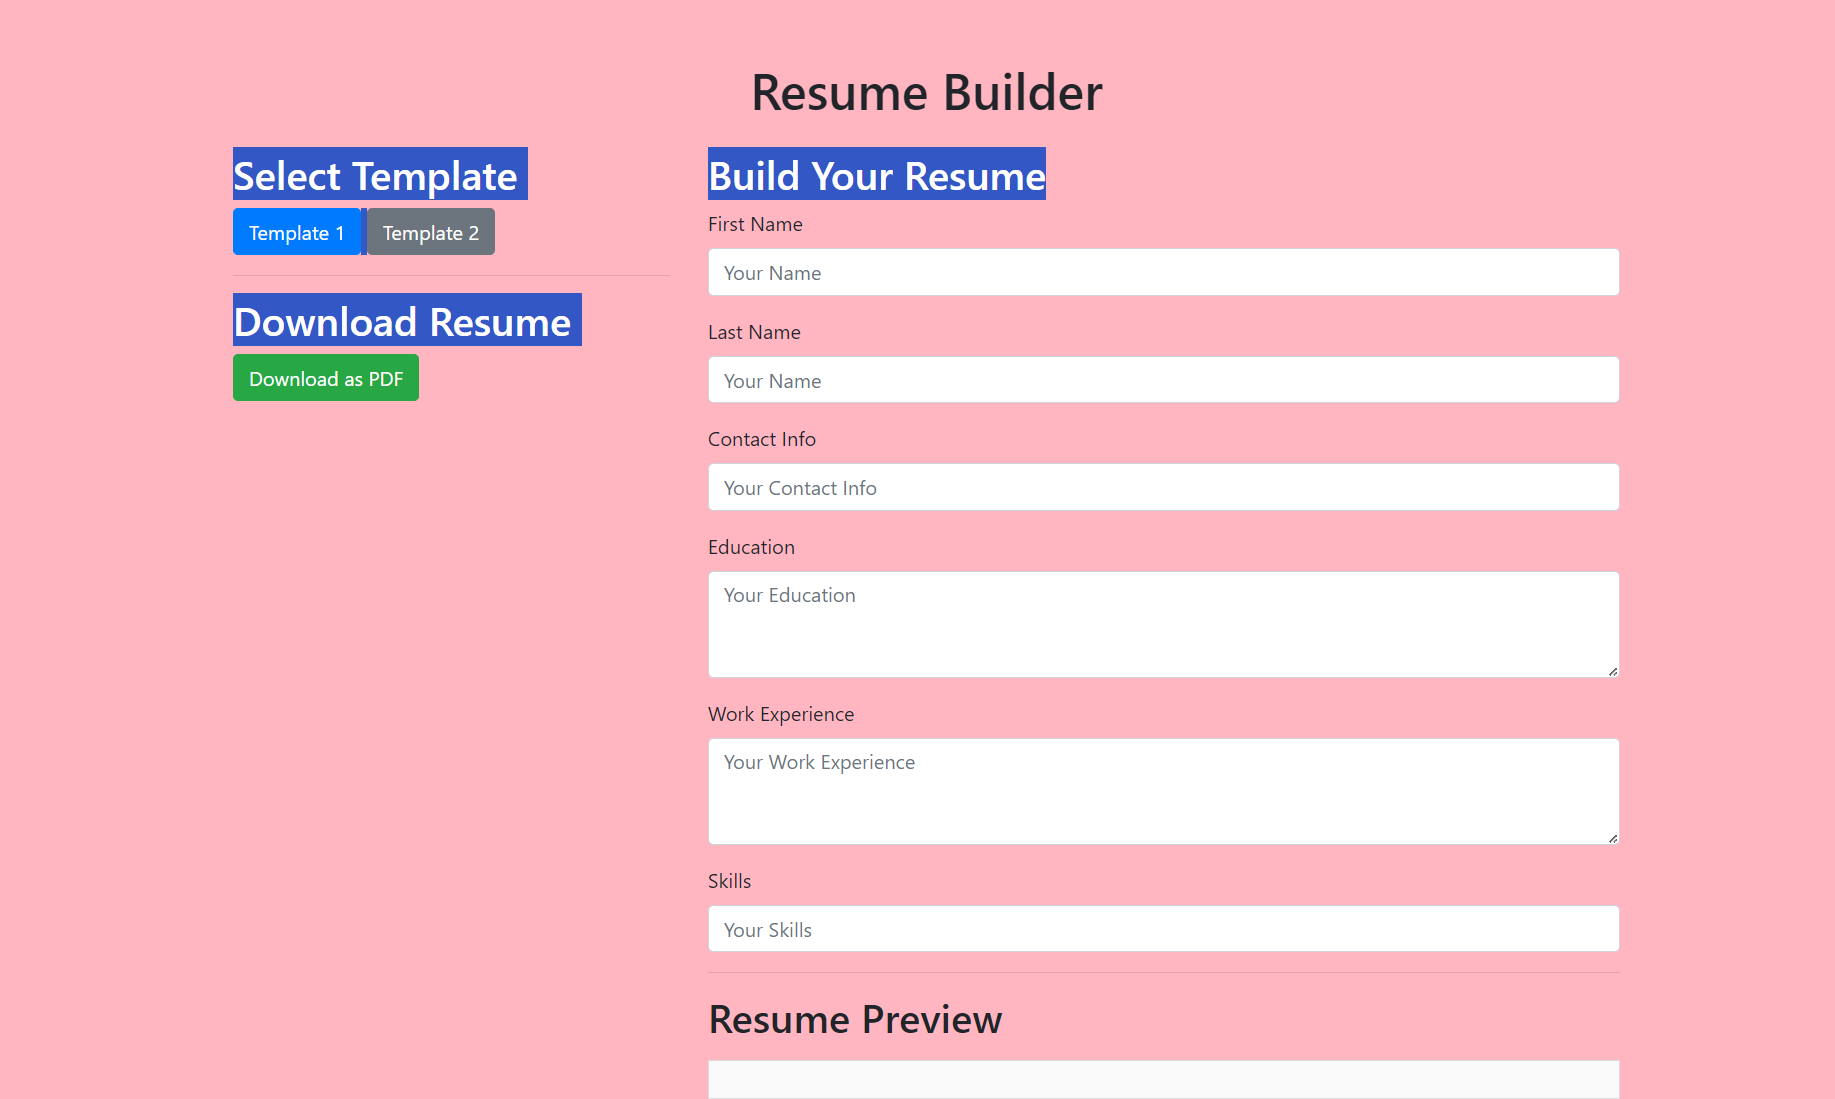 Resume Builder
Select Template
Template 1
Template 2
Download Resume
Download as PDF
Build Your Resume
First Name
Your Name
Last Name
Your Name
Contact Info
Your Contact Info
Education
Your Education
Work Experience
Your Work Experience
Skills
Your Skills
Resume Preview